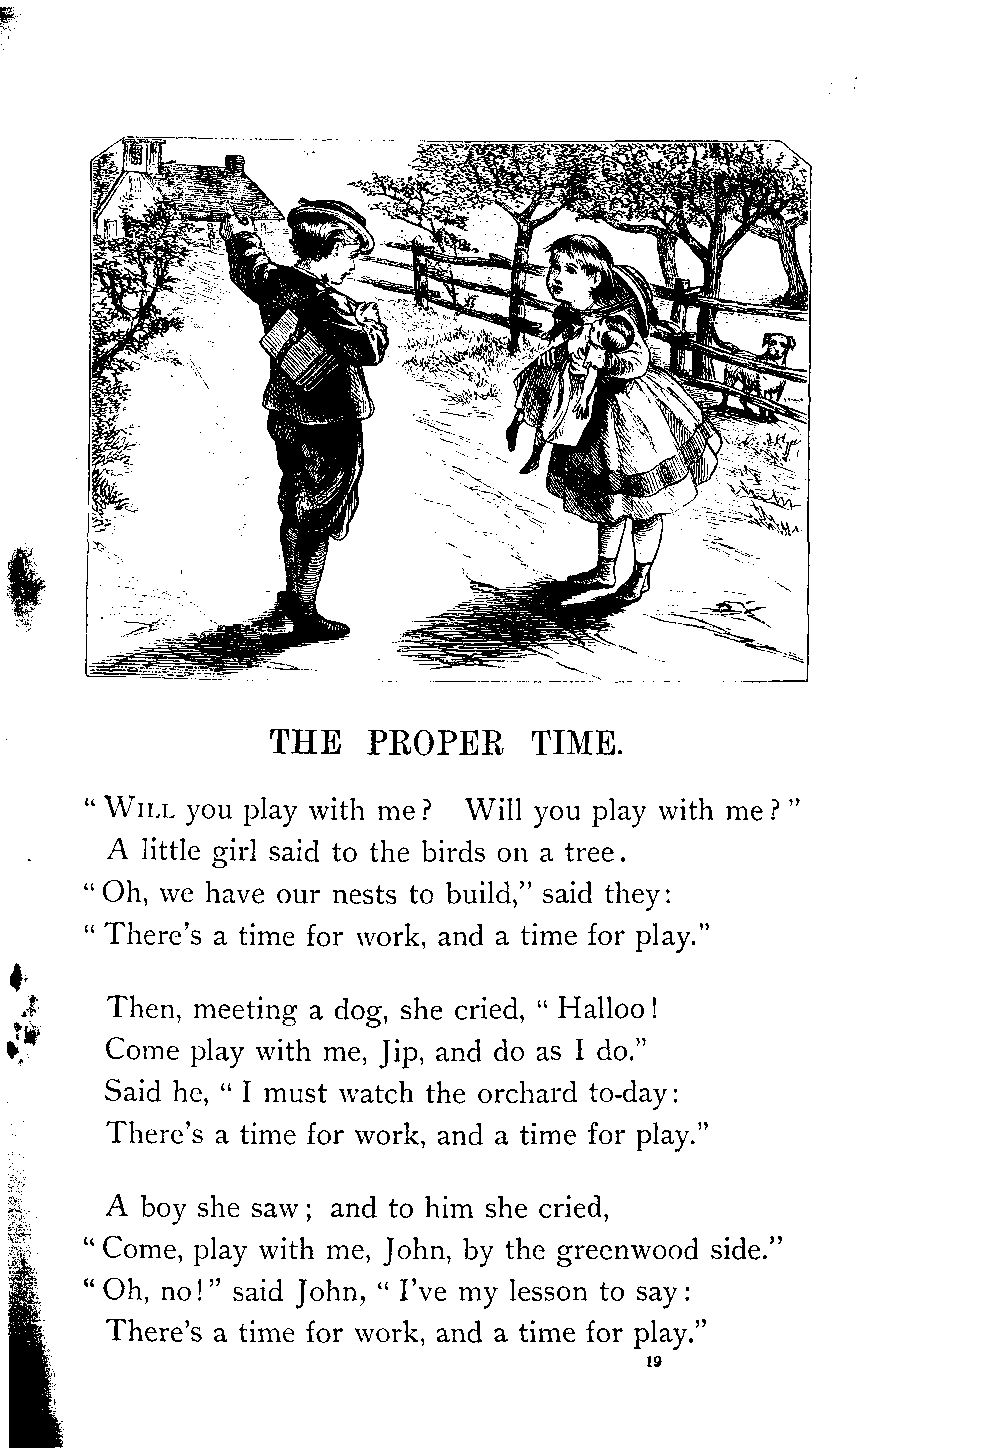 THE PROPER TIME.
“ WILL you play with me? Will you play with me? ”
A little girl said to the birds on a tree.
“ Oh, we have our nests to build,” said they:
“ There’s a time for work, and a time for play.”
Then, meeting a dog, she cried, “ Halloo!
Come play with me, Jip, and do as I do.”
Said he, “ I must watch the orchard to-day:
There’s a time for work, and a time for play.”
A boy she saw; and to him she cried,
“ Come, play with me, John, by the greenwood side.”
“ Oh, no!” said John, “ I’ve my lesson to say:
There’s a time for work, and a time for play.”
19